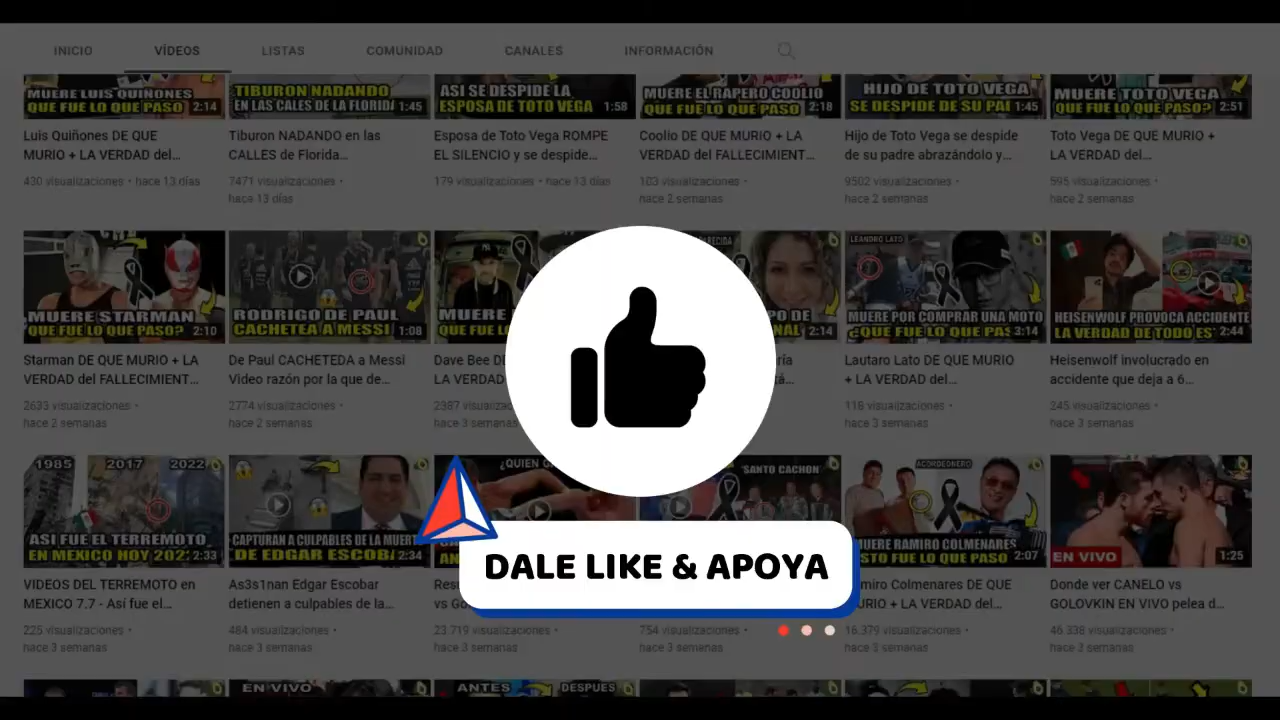 INICIO
VÍDEOS
LISTAS
COMUNIDAD
CANALES
INFORMACIÓN
MUERE LUIS QUIÑONES
QUE FUE LO QUE PASO 2:14
TIBURON NADANDO
EN LAS CALES DE LA FLORIDA 1:45
ASI SE DESPIDE LA
ESPOSA DE TOTO VEGA 1:58
MUERE EL RAPERO COOLIO
QUE FUE LO QUE PASO 2:18
HIJO DE TOTO VEGA
SE DESPIDE DE SU PA 1:45
MUERE TOTO VEGA
QUE FUE LO QUE PASO? 2:51
Luis Quiñones DE QUE
MURIO + LA VERDAD del...
430 visualizaciones • hace 13 días
Tiburon NADANDO en las
CALLES de Florida...
7471 visualizaciones •
hace 13 días
Esposa de Toto Vega ROMPE
EL SILENCIO y se despide...
179 visualizaciones • hace 13 días
Coolio DE QUE MURIO + LA
VERDAD del FALLECIMIENT...
103 visualizaciones •
hace 2 semanas
Hijo de Toto Vega se despide
de su padre abrazándolo y...
9502 visualizaciones •
hace 2 semanas
Toto Vega DE QUE MURIO +
LA VERDAD del...
595 visualizaciones •
hace 2 semanas
MUERE STARMAN
QUE FUE LO QUE PASO? 2:10
RODRIGO DE PAUL
CACHETEA A MESSI 1:08
MUERE
QUE FUE L
2:14
LEANDRO LATO
MUERE POR COMPRAR UNA MOTO
¿QUE FUE LO QUE PAS 3:14
HEISENWOLF PROVOCA ACCIDENTE
LA VERDAD DE TODO ES 2:44
Starman DE QUE MURIO + LA
VERDAD del FALLECIMIENT...
2633 visualizaciones •
hace 2 semanas
De Paul CACHETEDA a Messi
Video razón por la que de...
2774 visualizaciones •
hace 2 semanas
Dave Bee D
LA VERDAD
2387 visualiza
hace 3 semanas
Lautaro Lato DE QUE MURIO
+ LA VERDAD del...
118 visualizaciones •
hace 3 semanas
Heisenwolf involucrado en
accidente que deja a 6...
245 visualizaciones •
hace 3 semanas
1985 2017 2022
ASI FUE EL TERREMOTO
EN MEXICO HOY 202 2:33
CAPTURAN A CULPABLES DE LA MUERT
DE EDGAR ESCOBA 2:34
¿QUIEN G
'SANTO CACHON'
ACORDEONERO
MUERE RAMIRO COLMENARES
STO FUE LO QUE PASO 2:07
EN VIVO 1:25
DALE LIKE & APOYA
VIDEOS DEL TERREMOTO en
MEXICO 7.7 - Así fue el...
225 visualizaciones •
hace 3 semanas
As3s1nan Edgar Escobar
detienen a culpables de la...
484 visualizaciones •
hace 3 semanas
Resu
vs Go
23.719 visualizaciones •
hace 3 semanas
754 visualizaciones •
hace 3 semanas
miro Colmenares DE QUE
URIO + LA VERDAD del...
16.379 visualizaciones •
hace 3 semanas
Donde ver CANELO vs
GOLOVKIN EN VIVO pelea d...
46.338 visualizaciones •
hace 3 semanas
EN VIVO
ANTES DESPUES